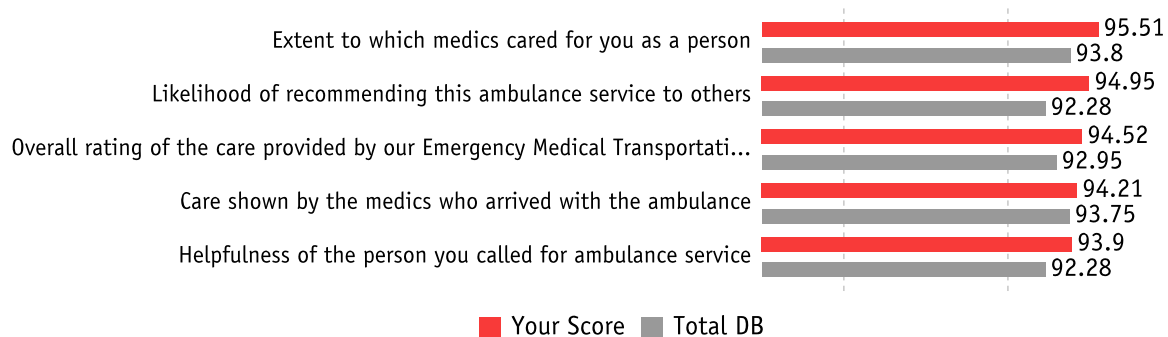 Extent to which medics cared for you as a person
95.51
93.8
Likelihood of recommending this ambulance service to others
94.95
92.28
Overall rating of the care provided by our Emergency Medical Transportati...
94.52
92.95
Care shown by the medics who arrived with the ambulance
94.21
93.75
Helpfulness of the person you called for ambulance service
93.9
92.28
Your Score
Total DB